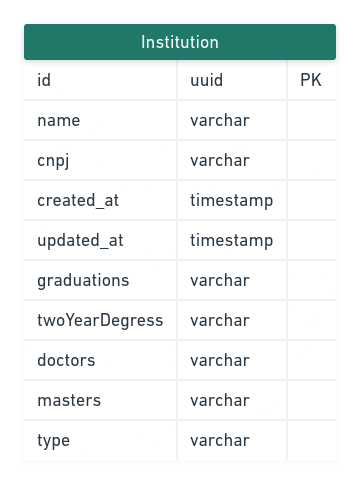 Institution
id uuid PK
name varchar
cnpj varchar
created_at timestamp
updated_at timestamp
graduations varchar
twoYearDegress varchar
doctors varchar
masters varchar
type varchar